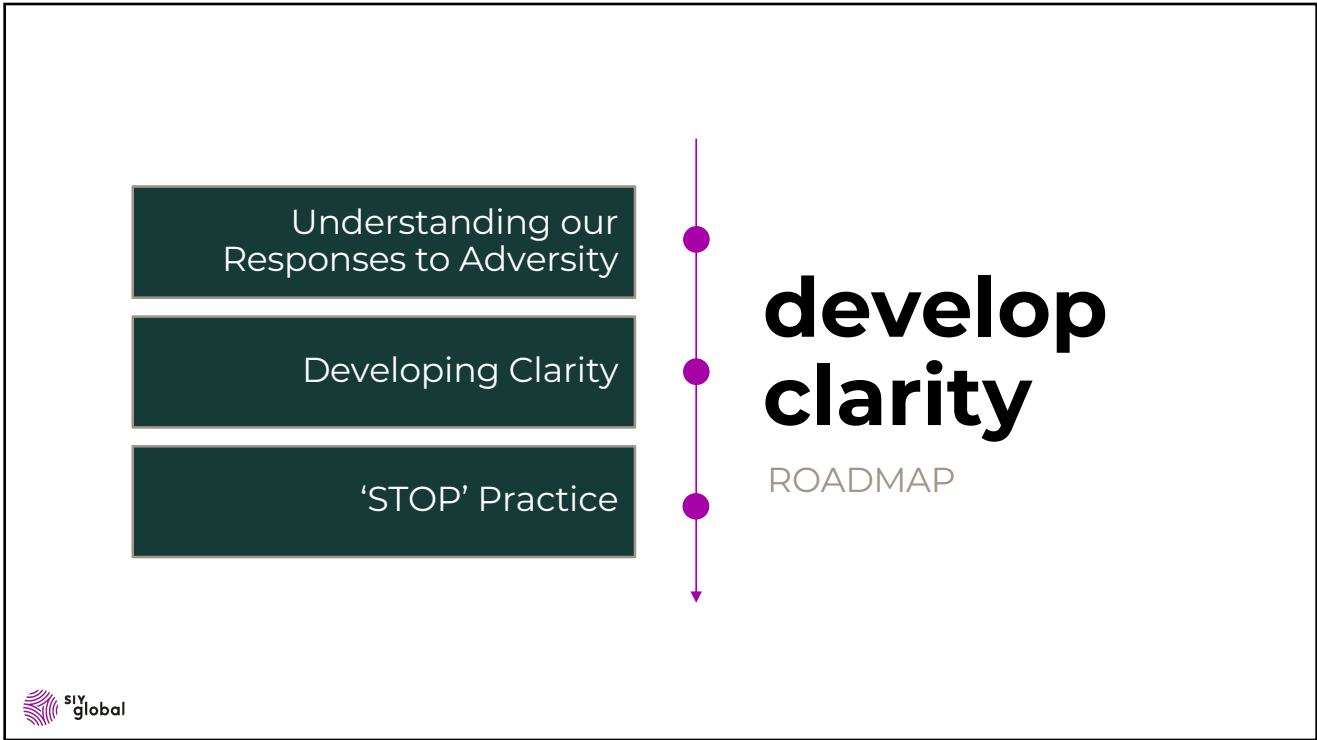 Understanding our
Responses to Adversity
Developing Clarity
‘STOP’ Practice
develop
clarity
ROADMAP
SIY
global